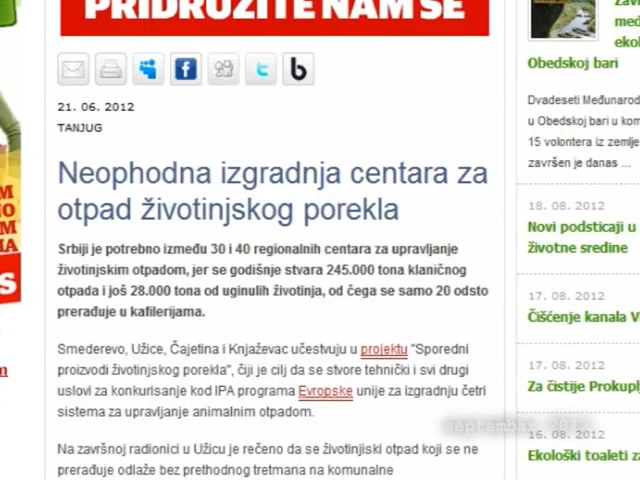 PRIDRUŽITE NAM SE
21. 06. 2012
TANJUG
Neophodna izgradnja centara za
otpad životinjskog porekla
Srbiji je potrebno između 30 i 40 regionalnih centara za upravljanje
životinjskim otpadom, jer se godišnje stvara 245.000 tona klaničnog
otpada i još 28.000 tona od uginulih životinja, od čega se samo 20 odsto
prerađuje u kafilerijama.
Smederevo, Užice, Čajetina i Knjaževac učestvuju u projektu "Sporedni
proizvodi životinjskog porekla", čiji je cilj da se stvore tehnički i svi drugi
uslovi za konkurisanje kod IPA programa Evropske unije za izgradnju četri
sistema za upravljanje animalnim otpadom.
Na završnoj radionici u Užicu je rečeno da se životinjiski otpad koji se ne
prerađuje odlaže bez prethodnog tretmana na komunalne
međ
ekol
Obedskoj bari
Dvadeseti Međunarod
u Obedskoj bari u kom
15 volontera iz zemlje
završen je danas ...
18. 08. 2012
Novi podsticaji u
životne sredine
17. 08. 2012
Čišćenje kanala V
17. 08. 2012
Za čistije Prokuplj
16. 08. 2012
Ekološki toaleti za
septembar 2012